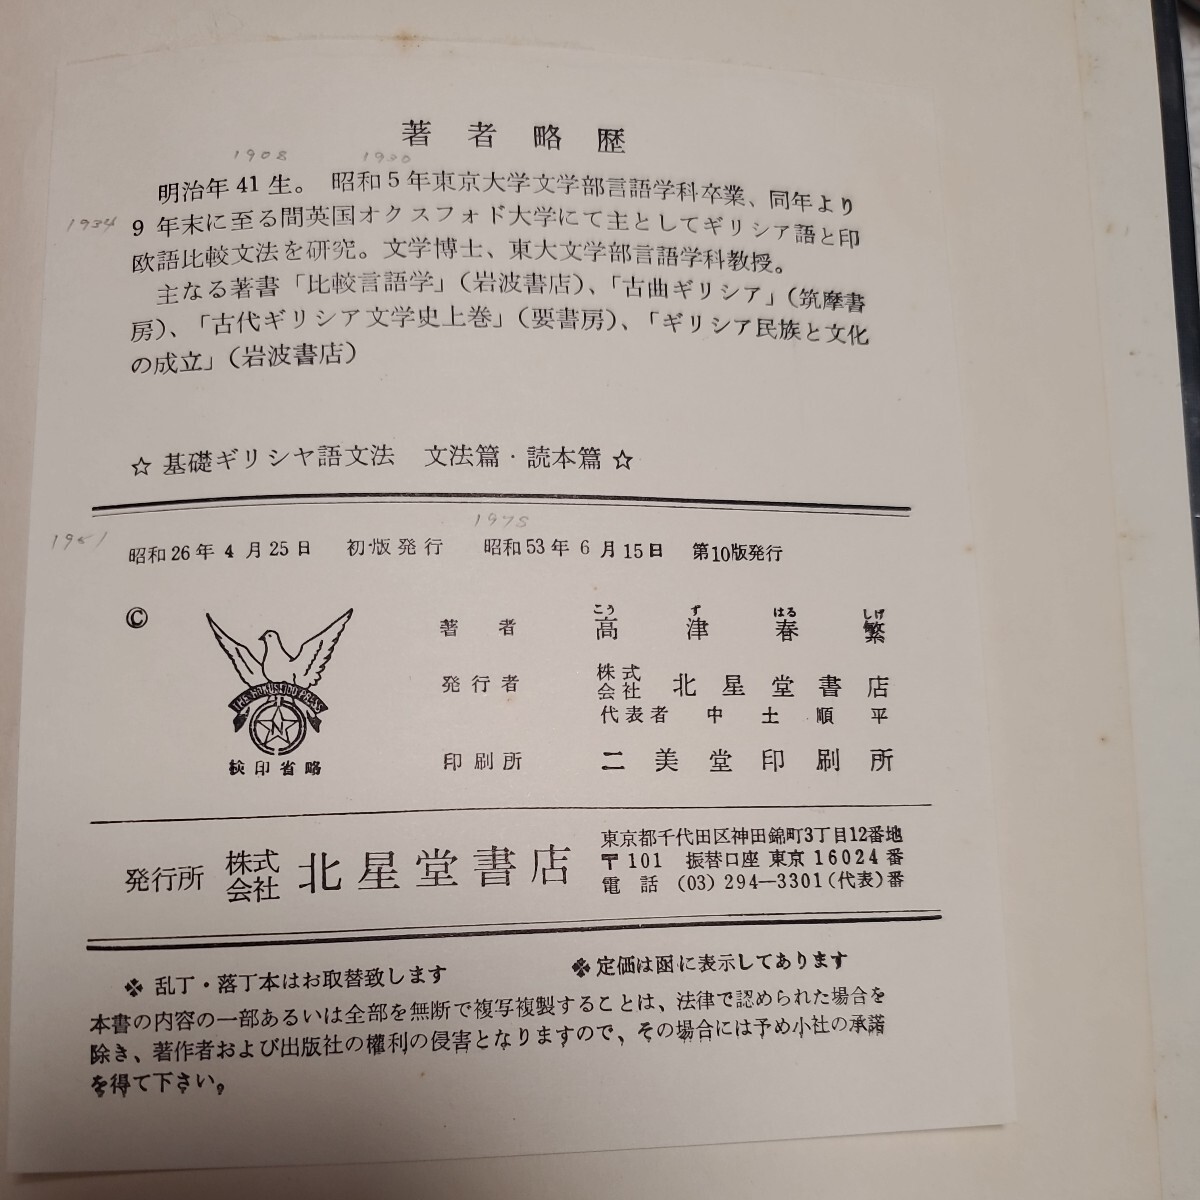 著者略歴
1908 1930
明治年41生。 昭和5年東京大学文学部言語学科卒業、同年より
1934 9年末に至る間英国オクスフォド大学にて主としてギリシア語と印
欧語比較文法を研究。文学博士、東大文学部言語学科教授。
主なる著書「比較言語学」(岩波書店)、「古曲ギリシア」(筑摩書
房)、「古代ギリシア文学史上巻」(要書房)、「ギリシア民族と文化
の成立」(岩波書店)
☆ 基礎ギリシヤ語文法 文法篇・読本篇 ☆
1951 1978
昭和26年4月25日 初版発行 昭和53年6月15日 第10版発行
©
THE HOKUSEIDO PRESS
N
検印省略
こう ず はる しげ
著者 高津春繁
発行者 株式会社 北星堂書店
代表者 中土順平
印刷所 二美堂印刷所
発行所 株式会社 北星堂書店
東京都千代田区神田錦町3丁目12番地
〒101 振替口座 東京 16024番
電話 (03) 294―3301(代表)番
※ 乱丁・落丁本はお取替致します ※ 定価は函に表示してあります
本書の内容の一部あるいは全部を無断で複写複製することは、法律で認められた場合を
除き、著作者および出版社の權利の侵害となりますので、その場合には予め小社の承諾
を得て下さい。